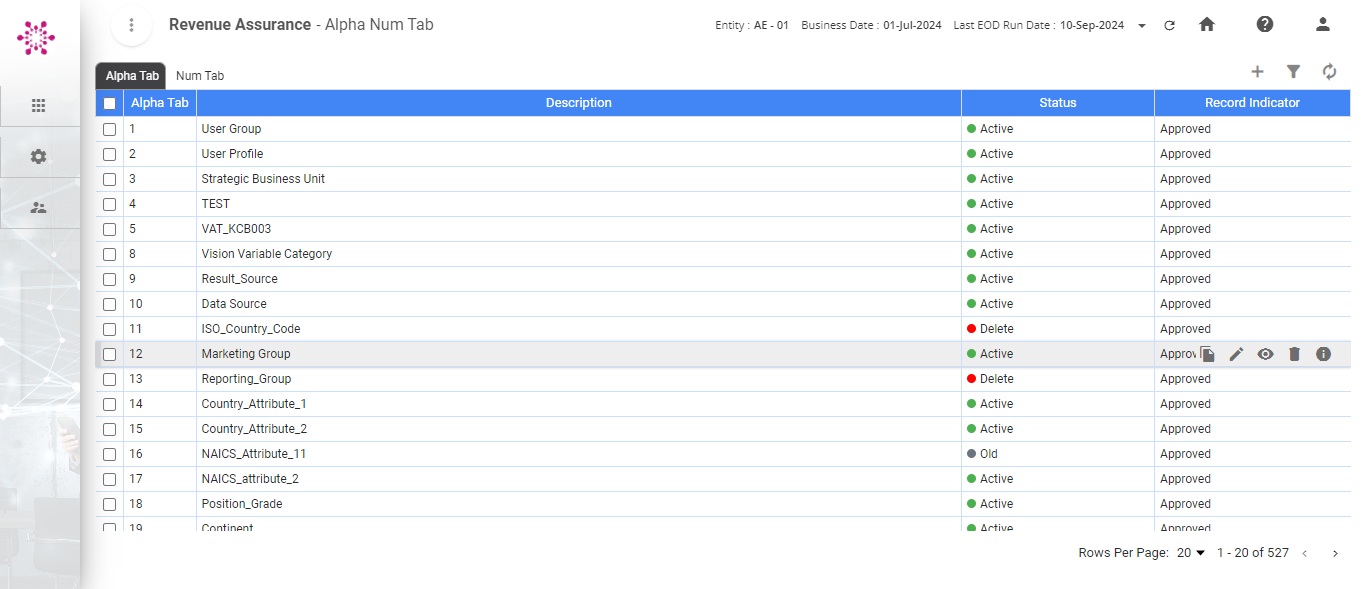 Revenue Assurance - Alpha Num Tab
Entity : AE - 01 Business Date : 01-Jul-2024 Last EOD Run Date : 10-Sep-2024
Alpha Tab Num Tab
Alpha Tab Description Status Record Indicator
1 User Group Active Approved
2 User Profile Active Approved
3 Strategic Business Unit Active Approved
4 TEST Active Approved
5 VAT_KCB003 Active Approved
8 Vision Variable Category Active Approved
9 Result_Source Active Approved
10 Data Source Active Approved
11 ISO_Country_Code Delete Approved
12 Marketing Group Active Approv
13 Reporting_Group Delete Approved
14 Country_Attribute_1 Active Approved
15 Country_Attribute_2 Active Approved
16 NAICS_Attribute_11 Old Approved
17 NAICS_attribute_2 Active Approved
18 Position_Grade Active Approved
19 Continent Active Approved
Rows Per Page: 20 1 - 20 of 527